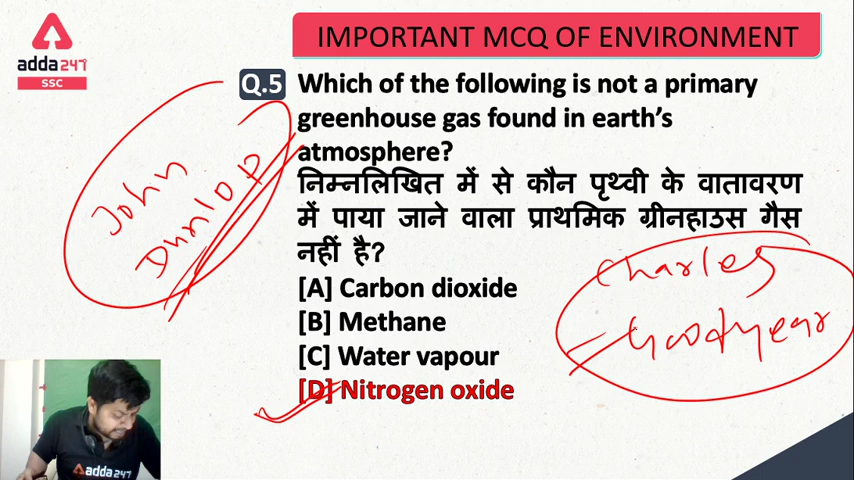 adda247
SSC
IMPORTANT MCQ OF ENVIRONMENT
Q.5 Which of the following is not a primary
greenhouse gas found in earth's
atmosphere?
निम्नलिखित में से कौन पृथ्वी के वातावरण
में पाया जाने वाला प्राथमिक ग्रीनहाउस गैस
नहीं है?
[A] Carbon dioxide
[B] Methane
[C] Water vapour
[D] Nitrogen oxide
John
Dunlop
Charles
Goodyear
adda247